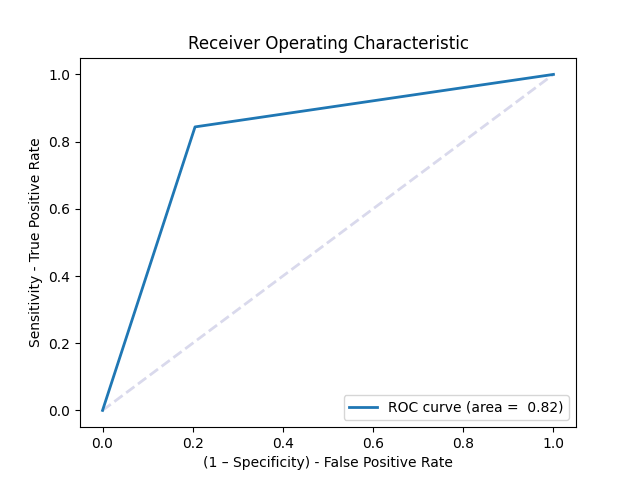 Receiver Operating Characteristic
1.0
0.8
0.6
0.4
0.2
0.0
Sensitivity - True Positive Rate
ROC curve (area =  0.82)
0.0 0.2 0.4 0.6 0.8 1.0
(1 – Specificity) - False Positive Rate